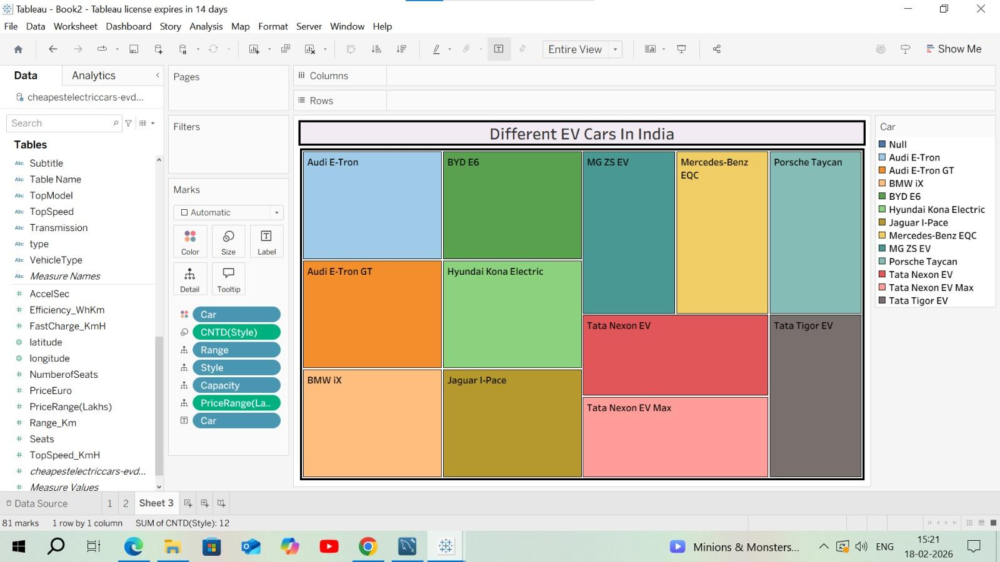 Tableau - Book2 - Tableau license expires in 14 days
File Data Worksheet Dashboard Story Analysis Map Format Server Window Help
Entire View
Show Me
Data Analytics
cheapestelectriccars-evd...
Search
Tables
Abc Subtitle
Abc Table Name
Abc TopModel
Abc TopSpeed
Abc Transmission
Abc type
Abc VehicleType
Abc Measure Names
# AccelSec
# Efficiency_WhKm
# FastCharge_KmH
latitude
longitude
# NumberofSeats
# PriceEuro
# PriceRange(Lakhs)
# Range_Km
# Seats
# TopSpeed_KmH
# cheapestelectriccars-evd...
# Measure Values
Pages
Filters
Marks
Automatic
Color Size Label
Detail Tooltip
Car
CNTD(Style)
Range
Style
Capacity
PriceRange(La..
Car
Columns
Rows
Different EV Cars In India
Audi E-Tron
BYD E6
MG ZS EV
Mercedes-Benz
EQC
Porsche Taycan
Audi E-Tron GT
Hyundai Kona Electric
Tata Nexon EV
Tata Tigor EV
BMW iX
Jaguar I-Pace
Tata Nexon EV Max
Car
Null
Audi E-Tron
Audi E-Tron GT
BMW iX
BYD E6
Hyundai Kona Electric
Jaguar I-Pace
Mercedes-Benz EQC
MG ZS EV
Porsche Taycan
Tata Nexon EV
Tata Nexon EV Max
Tata Tigor EV
Data Source 1 2 Sheet 3
81 marks 1 row by 1 column SUM of CNTD(Style): 12
Minions & Monsters...
ENG
15:21
18-02-2026